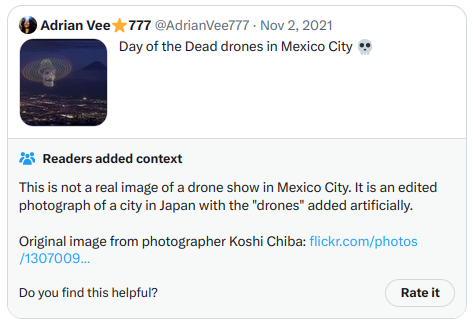 Adrian Vee⭐777 @AdrianVee777 · Nov 2, 2021
Day of the Dead drones in Mexico City 💀
Readers added context
This is not a real image of a drone show in Mexico City. It is an edited
photograph of a city in Japan with the "drones" added artificially.
Original image from photographer Koshi Chiba: flickr.com/photos
/1307009...
Do you find this helpful?
Rate it